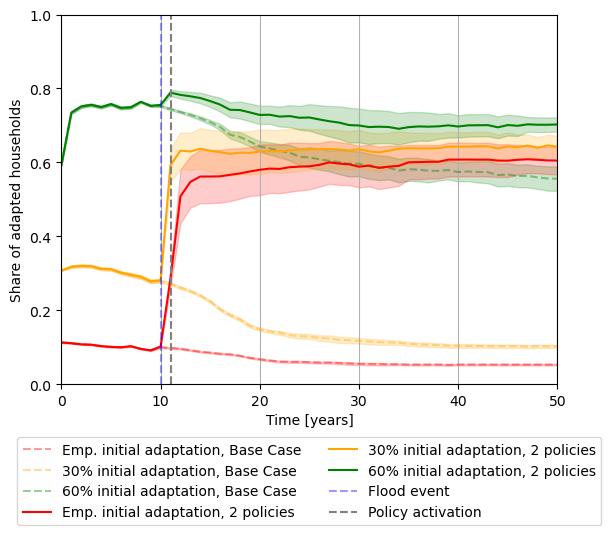 1.0
0.8
0.6
0.4
0.2
0.0
Share of adapted households
0 10 20 30 40 50
Time [years]
Emp. initial adaptation, Base Case
30% initial adaptation, Base Case
60% initial adaptation, Base Case
Emp. initial adaptation, 2 policies
30% initial adaptation, 2 policies
60% initial adaptation, 2 policies
Flood event
Policy activation